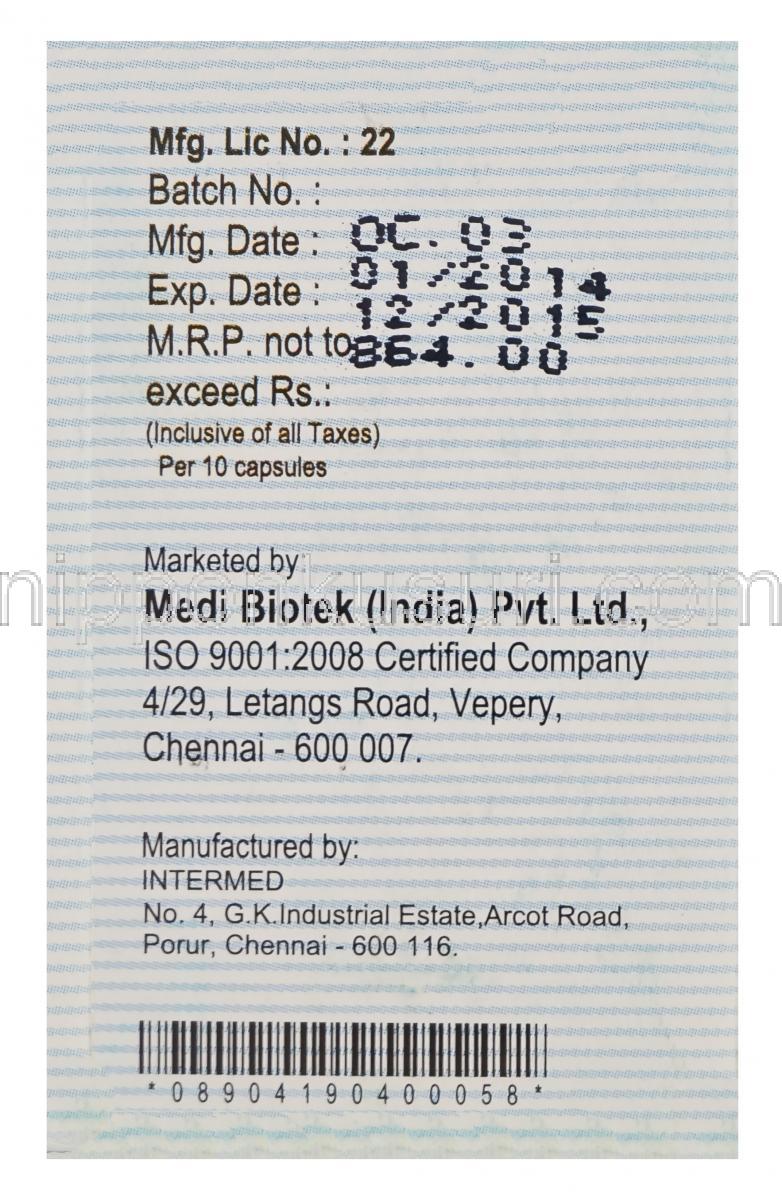 Mfg. Lic No. : 22
Batch No. :
OC. 03
Mfg. Date :
01/2014
Exp. Date :
12/2015
M.R.P. not to
864.00
exceed Rs.:
(Inclusive of all Taxes)
Per 10 capsules
Marketed by:
nippenkusuri.com
Medi Biotek (India) Pvt. Ltd.,
ISO 9001:2008 Certified Company
4/29, Letangs Road, Vepery,
Chennai - 600 007.
Manufactured by:
INTERMED
No. 4, G.K.Industrial Estate,Arcot Road,
Porur, Chennai - 600 116.
*0890419040005​8*